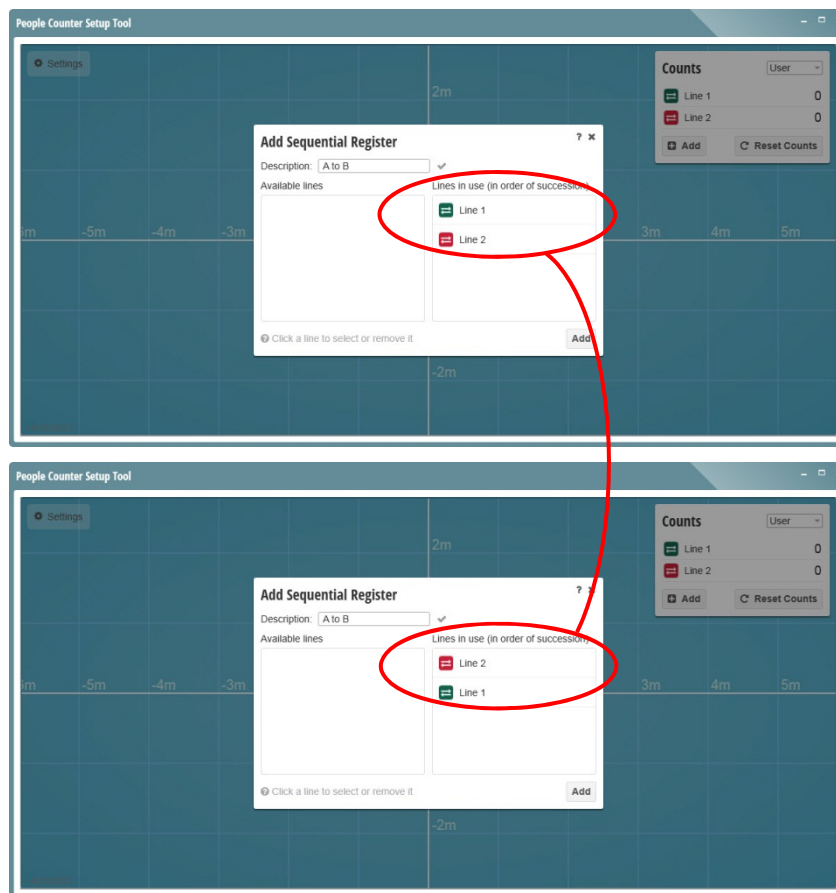 People Counter Setup Tool
Settings
Counts
User
2m
Line 1 0
Line 2 0
Add Sequential Register
? ×
Add Reset Counts
Description: A to B
Available lines Lines in use (in order of succession)
Line 1
-5m -4m -3m 3m 4m 5m
Line 2
Click a line to select or remove it Add
-2m
People Counter Setup Tool
Settings
Counts
User
2m
Line 1 0
Line 2 0
Add Sequential Register
?
Add Reset Counts
Description: A to B
Available lines Lines in use (in order of succession)
Line 2
-5m -4m -3m 3m 4m 5m
Line 1
Click a line to select or remove it Add
-2m